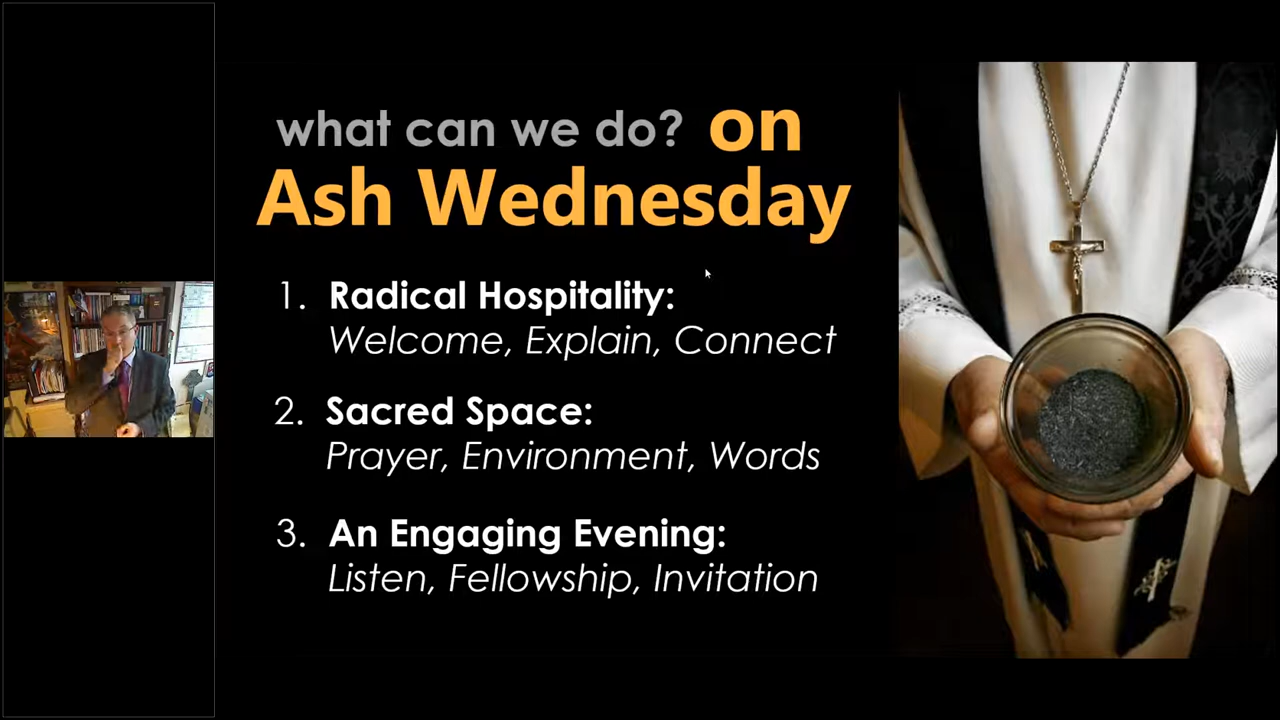 what can we do? on
Ash Wednesday
1. Radical Hospitality:
Welcome, Explain, Connect
2. Sacred Space:
Prayer, Environment, Words
3. An Engaging Evening:
Listen, Fellowship, Invitation